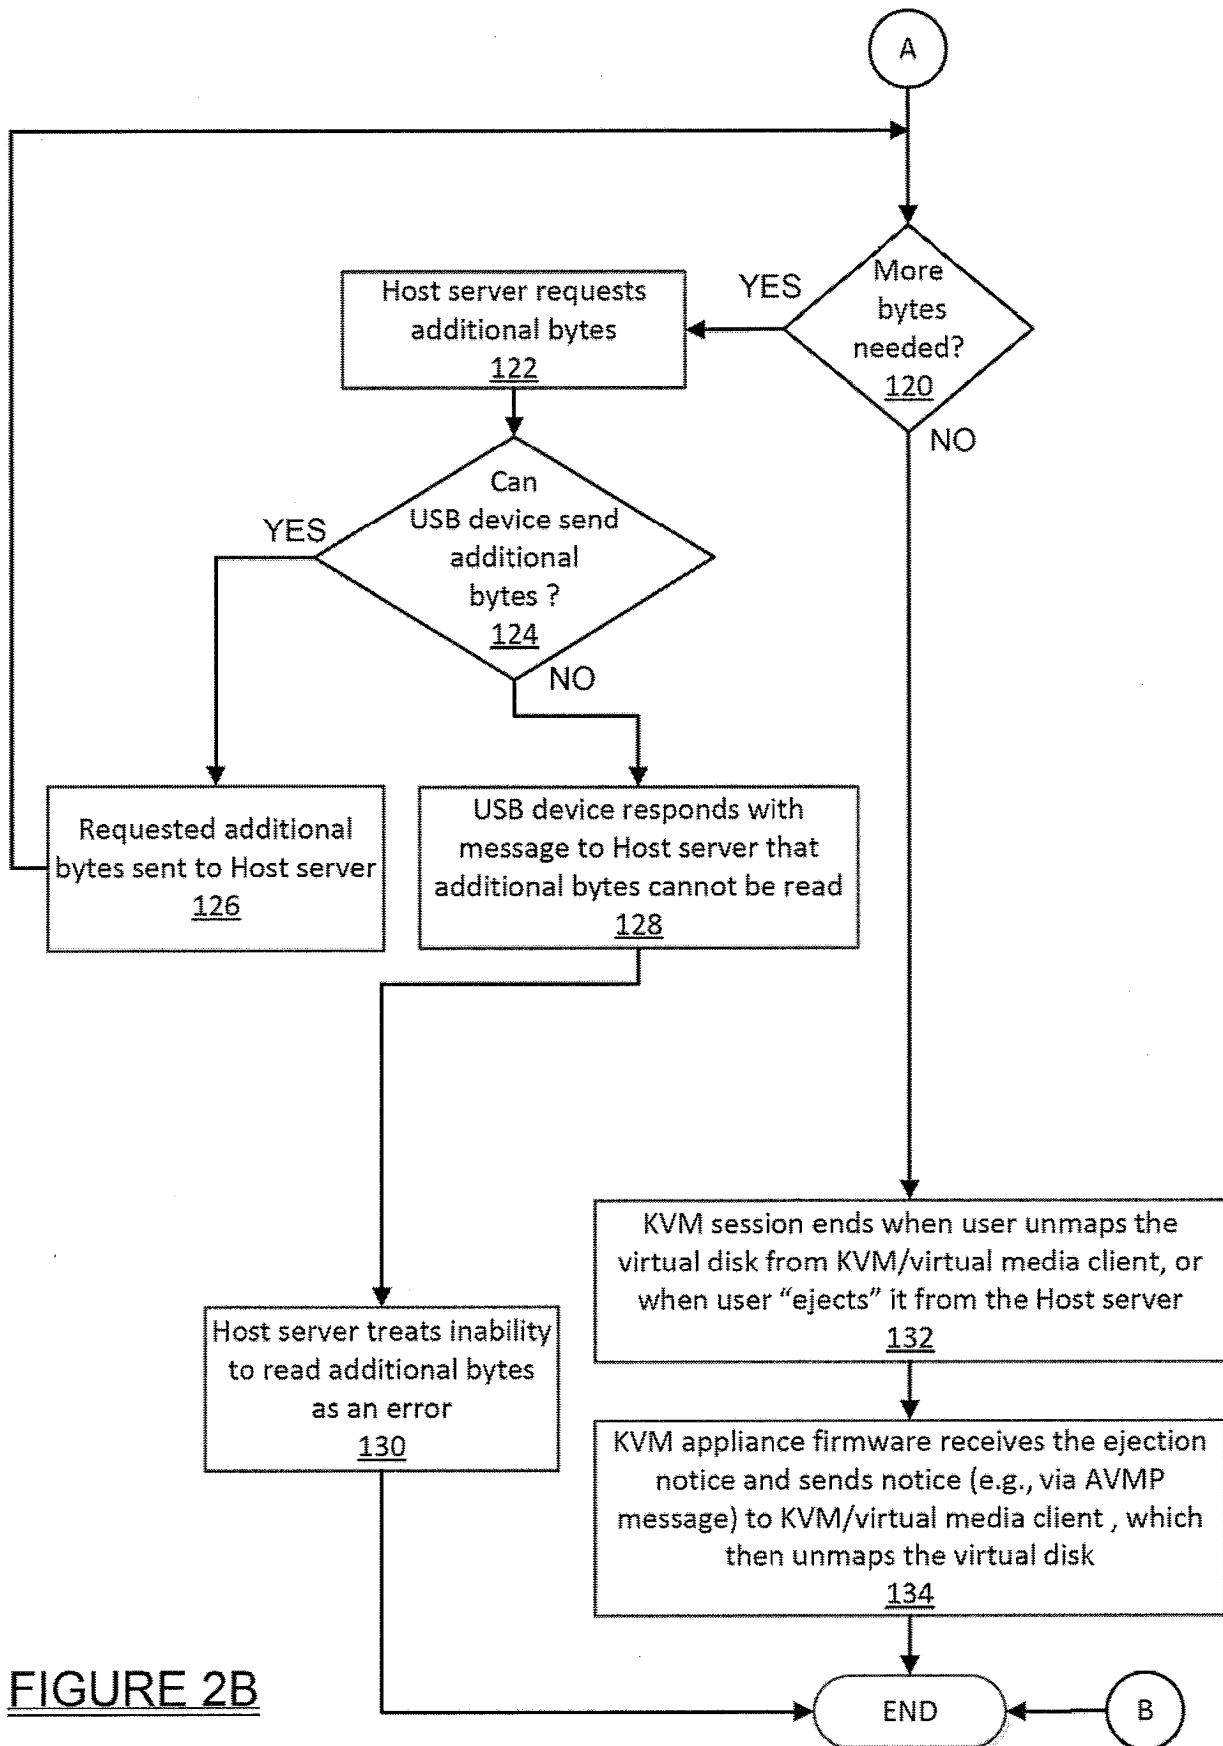 A
More
bytes
needed?
120
YES
NO
Host server requests
additional bytes
122
Can
USB device send
additional
bytes ?
124
YES
NO
Requested additional
bytes sent to Host server
126
USB device responds with
message to Host server that
additional bytes cannot be read
128
Host server treats inability
to read additional bytes
as an error
130
KVM session ends when user unmaps the
virtual disk from KVM/virtual media client, or
when user “ejects” it from the Host server
132
KVM appliance firmware receives the ejection
notice and sends notice (e.g., via AVMP
message) to KVM/virtual media client , which
then unmaps the virtual disk
134
END
B
FIGURE 2B